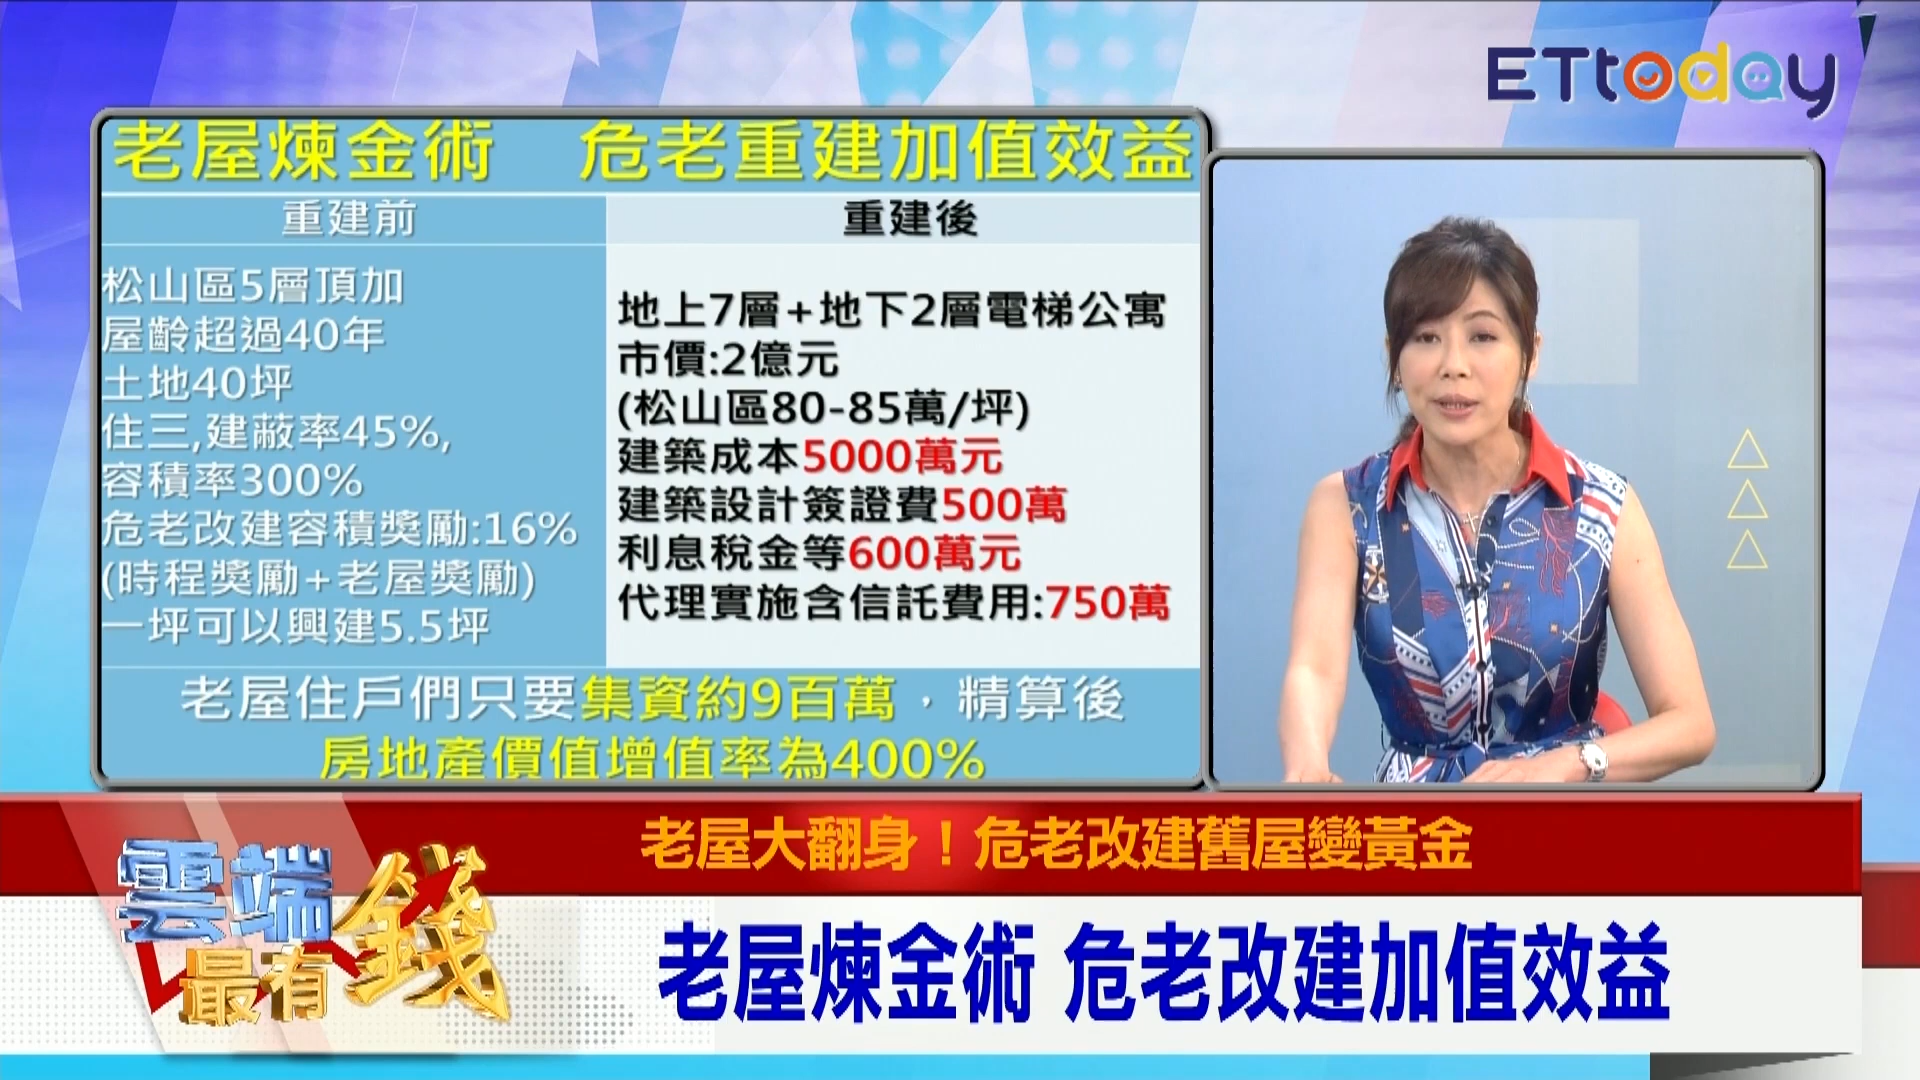 ETtoday
老屋煉金術 危老重建加值效益
重建前
松山區5層頂加
屋齡超過40年
土地40坪
住三,建蔽率45%,
容積率300%
危老改建容積獎勵:16%
(時程獎勵+老屋獎勵)
一坪可以興建5.5坪
重建後
地上7層+地下2層電梯公寓
市價:2億元
(松山區80-85萬/坪)
建築成本5000萬元
建築設計簽證費500萬
利息稅金等600萬元
代理實施含信託費用:750萬
老屋住戶們只要集資約9百萬，精算後
房地產價值增值率為400%
老屋大翻身！危老改建舊屋變黃金
雲端
最有錢
老屋煉金術 危老改建加值效益